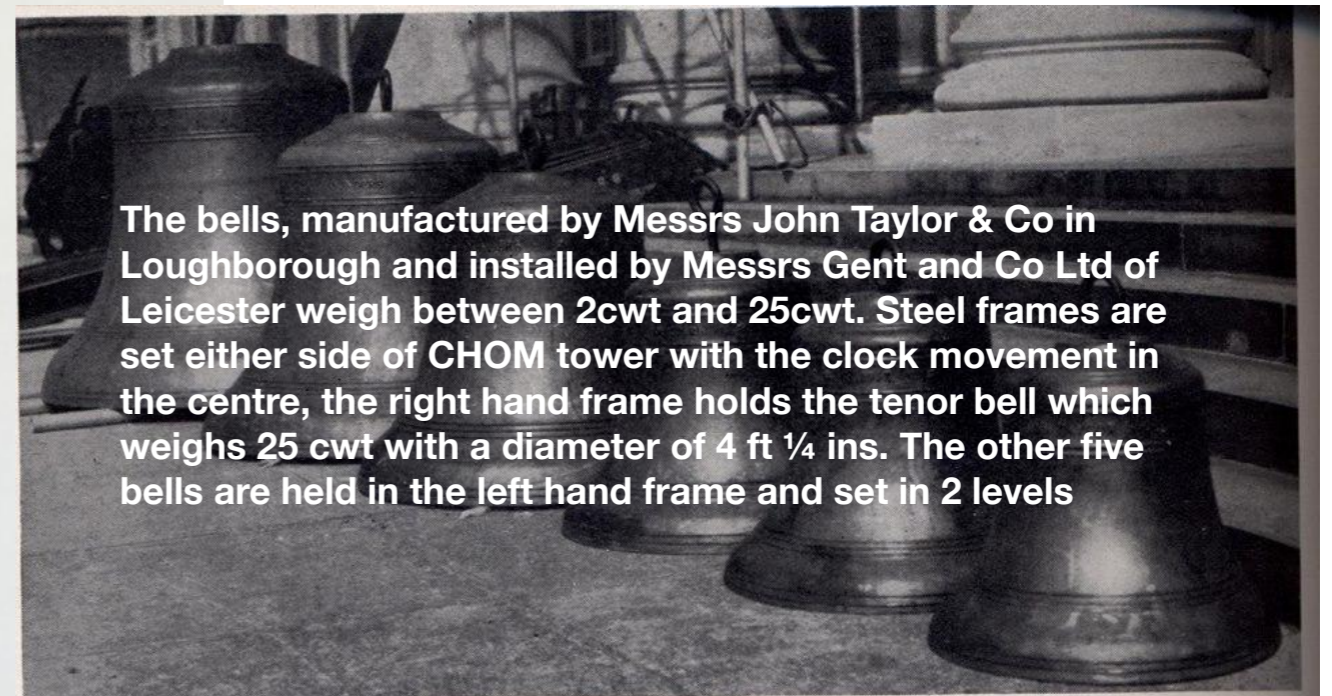 The bells, manufactured by Messrs John Taylor & Co in
Loughborough and installed by Messrs Gent and Co Ltd of
Leicester weigh between 2cwt and 25cwt. Steel frames are
set either side of CHOM tower with the clock movement in
the centre, the right hand frame holds the tenor bell which
weighs 25 cwt with a diameter of 4 ft ¼ ins. The other five
bells are held in the left hand frame and set in 2 levels